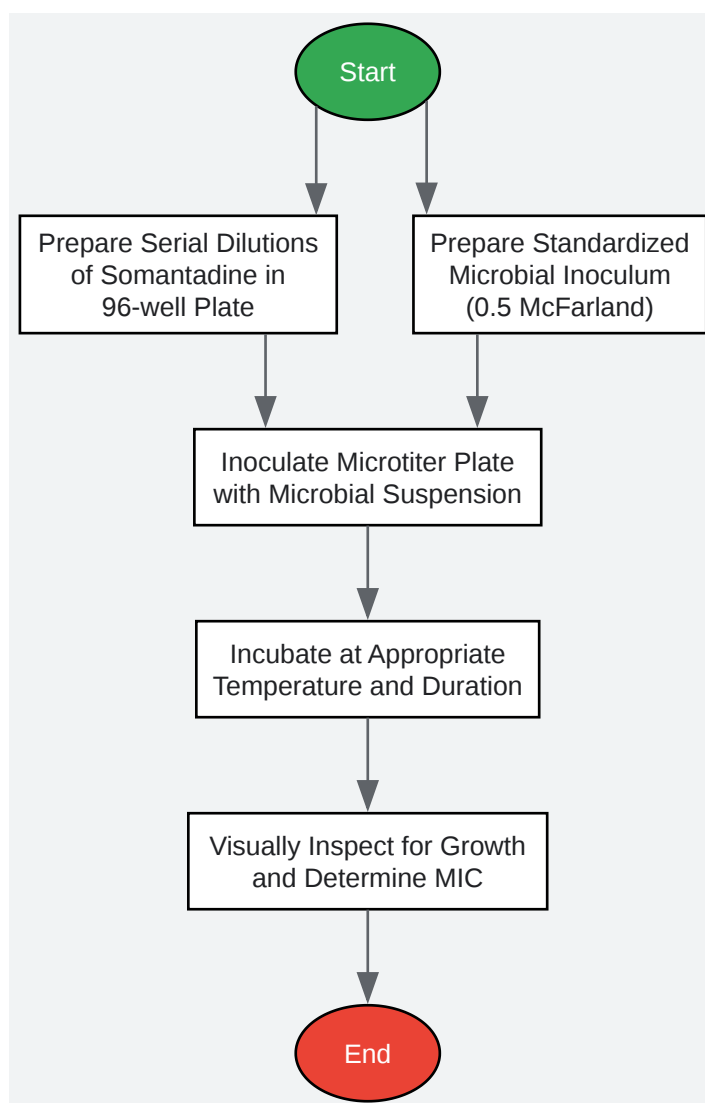 Start
Prepare Serial Dilutions
of Somantadine in
96-well Plate
Prepare Standardized
Microbial Inoculum
(0.5 McFarland)
Inoculate Microtiter Plate
with Microbial Suspension
Incubate at Appropriate
Temperature and Duration
Visually Inspect for Growth
and Determine MIC
End